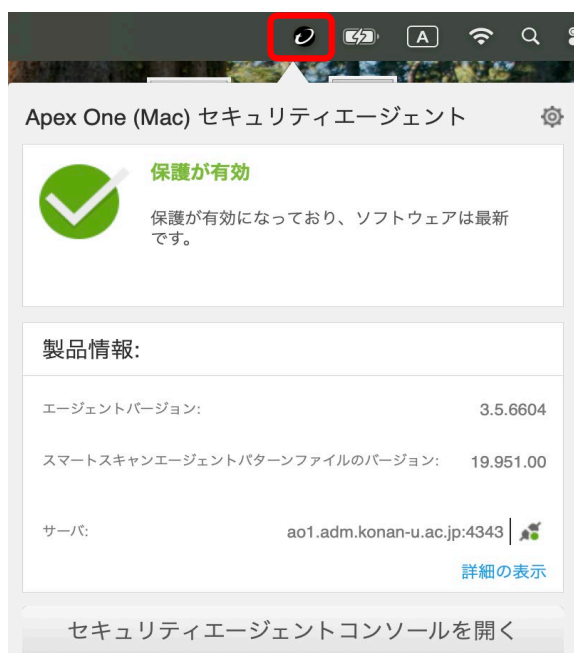 A
Apex One (Mac) セキュリティエージェント
保護が有効
保護が有効になっており、ソフトウェアは最新
です。
製品情報:
エージェントバージョン: 3.5.6604
スマートスキャンエージェントパターンファイルのバージョン: 19.951.00
サーバ: ao1.adm.konan-u.ac.jp:4343
詳細の表示
セキュリティエージェントコンソールを開く